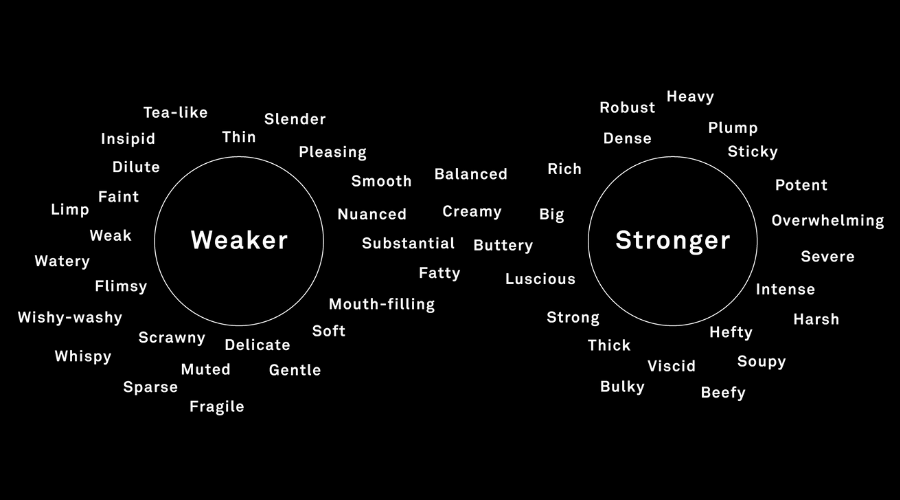 Heavy
Robust
Tea-like
Slender
Plump
Thin
Insipid
Dense
Pleasing
Sticky
Dilute
Rich
Balanced
Smooth
Potent
Faint
Limp
Nuanced
Creamy
Big
Overwhelming
Weak
Weaker
Substantial
Buttery
Stronger
Severe
Watery
Fatty
Luscious
Flimsy
Intense
Mouth-filling
Wishy-washy
Strong
Harsh
Soft
Hefty
Scrawny
Delicate
Thick
Whispy
Soupy
Viscid
Muted
Gentle
Sparse
Bulky
Beefy
Fragile